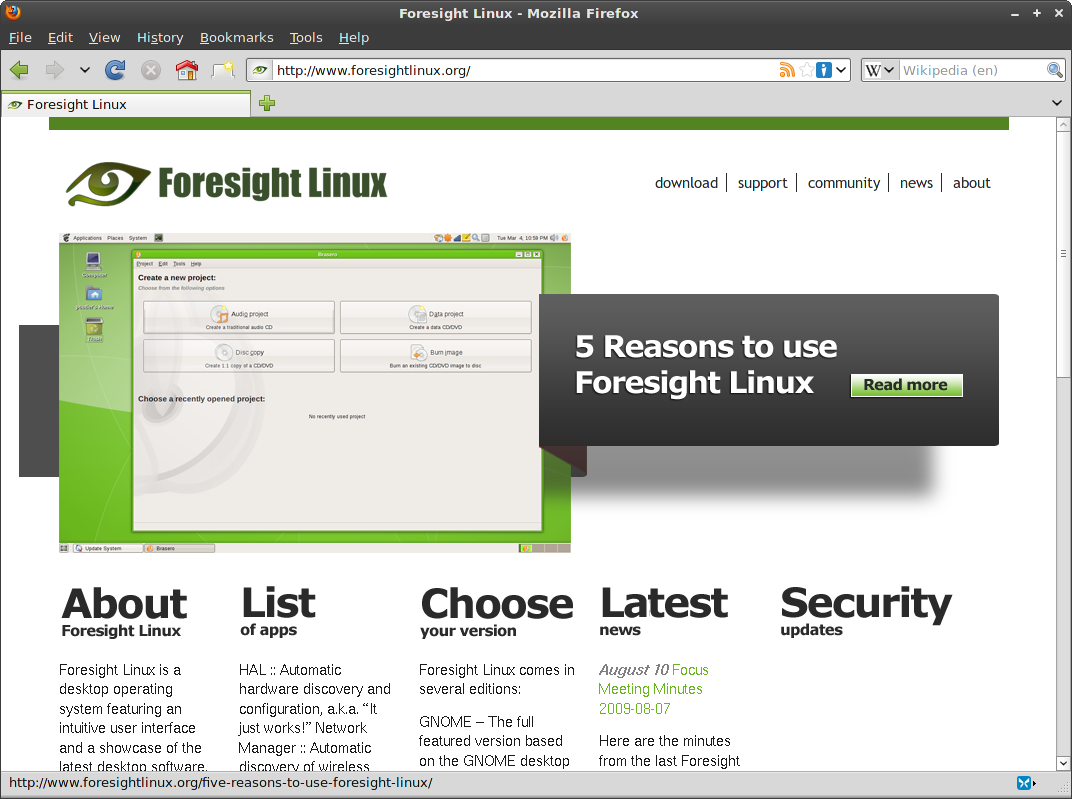 Foresight Linux - Mozilla Firefox
File Edit View History Bookmarks Tools Help
http://www.foresightlinux.org/
W Wikipedia (en)
Foresight Linux
Foresight Linux
download support community news about
Applications Places System
Tue Mar 4, 10:58 PM
Brasero
Project Edit Tools Help
Computer
Create a new project:
Choose from the following options
Audio project
Create a traditional audio CD
Data project
Create a data CD/DVD
Disc copy
Create 1:1 copy of a CD/DVD
Burn image
Burn an existing CD/DVD image to disc
Trash
Choose a recently opened project:
No recently used project
Update System
Brasero
5 Reasons to use
Foresight Linux
Read more
About
Foresight Linux
Foresight Linux is a
desktop operating
system featuring an
intuitive user interface
and a showcase of the
latest desktop software,
List
of apps
HAL :: Automatic
hardware discovery and
configuration, a.k.a. “It
just works!” Network
Manager :: Automatic
discovery of wireless
Choose
your version
Foresight Linux comes in
several editions:
GNOME – The full
featured version based
on the GNOME desktop
Latest
news
August 10 Focus
Meeting Minutes
2009-08-07
Here are the minutes
from the last Foresight
Security
updates
http://www.foresightlinux.org/five-reasons-to-use-foresight-linux/